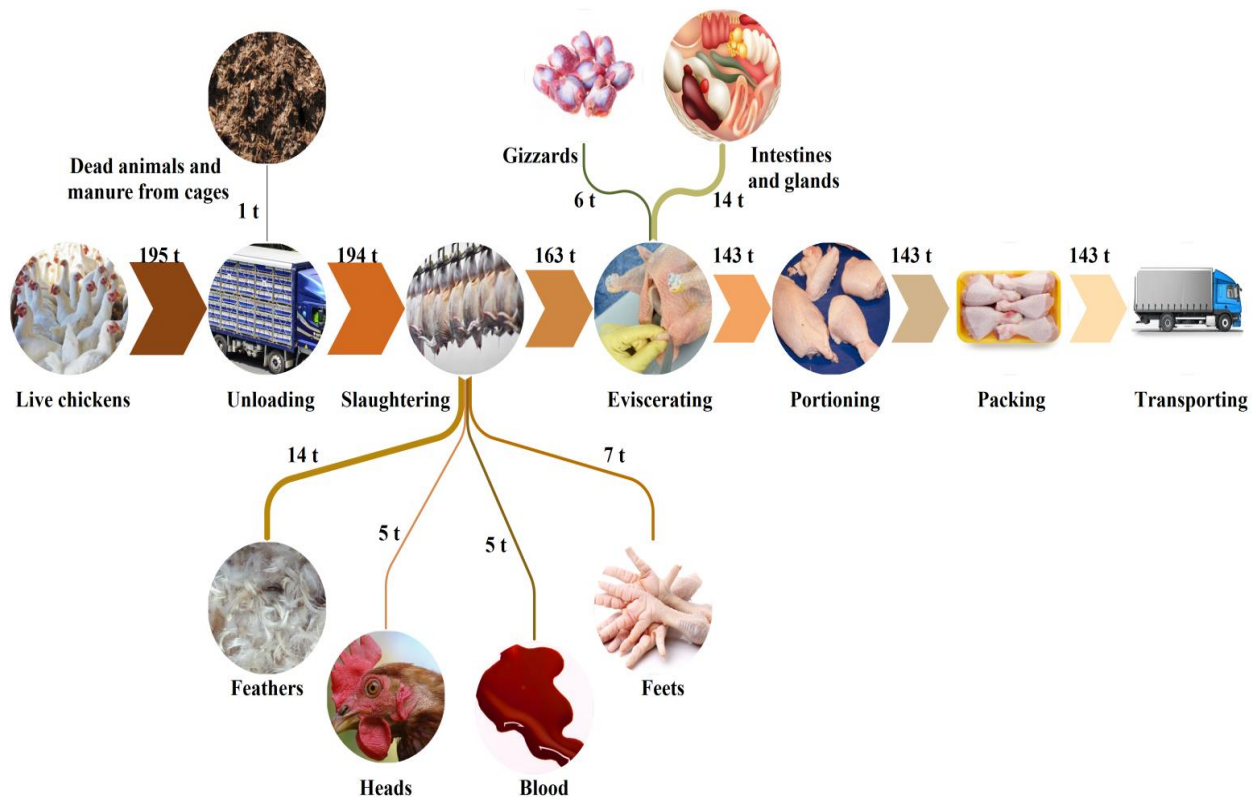 Dead animals and
manure from cages
1 t
Gizzards
6 t
Intestines
and glands
14 t
195 t
194 t
163 t
143 t
143 t
143 t
Live chickens
Unloading
Slaughtering
Eviscerating
Portioning
Packing
Transporting
14 t
5 t
5 t
7 t
Feathers
Heads
Blood
Feets